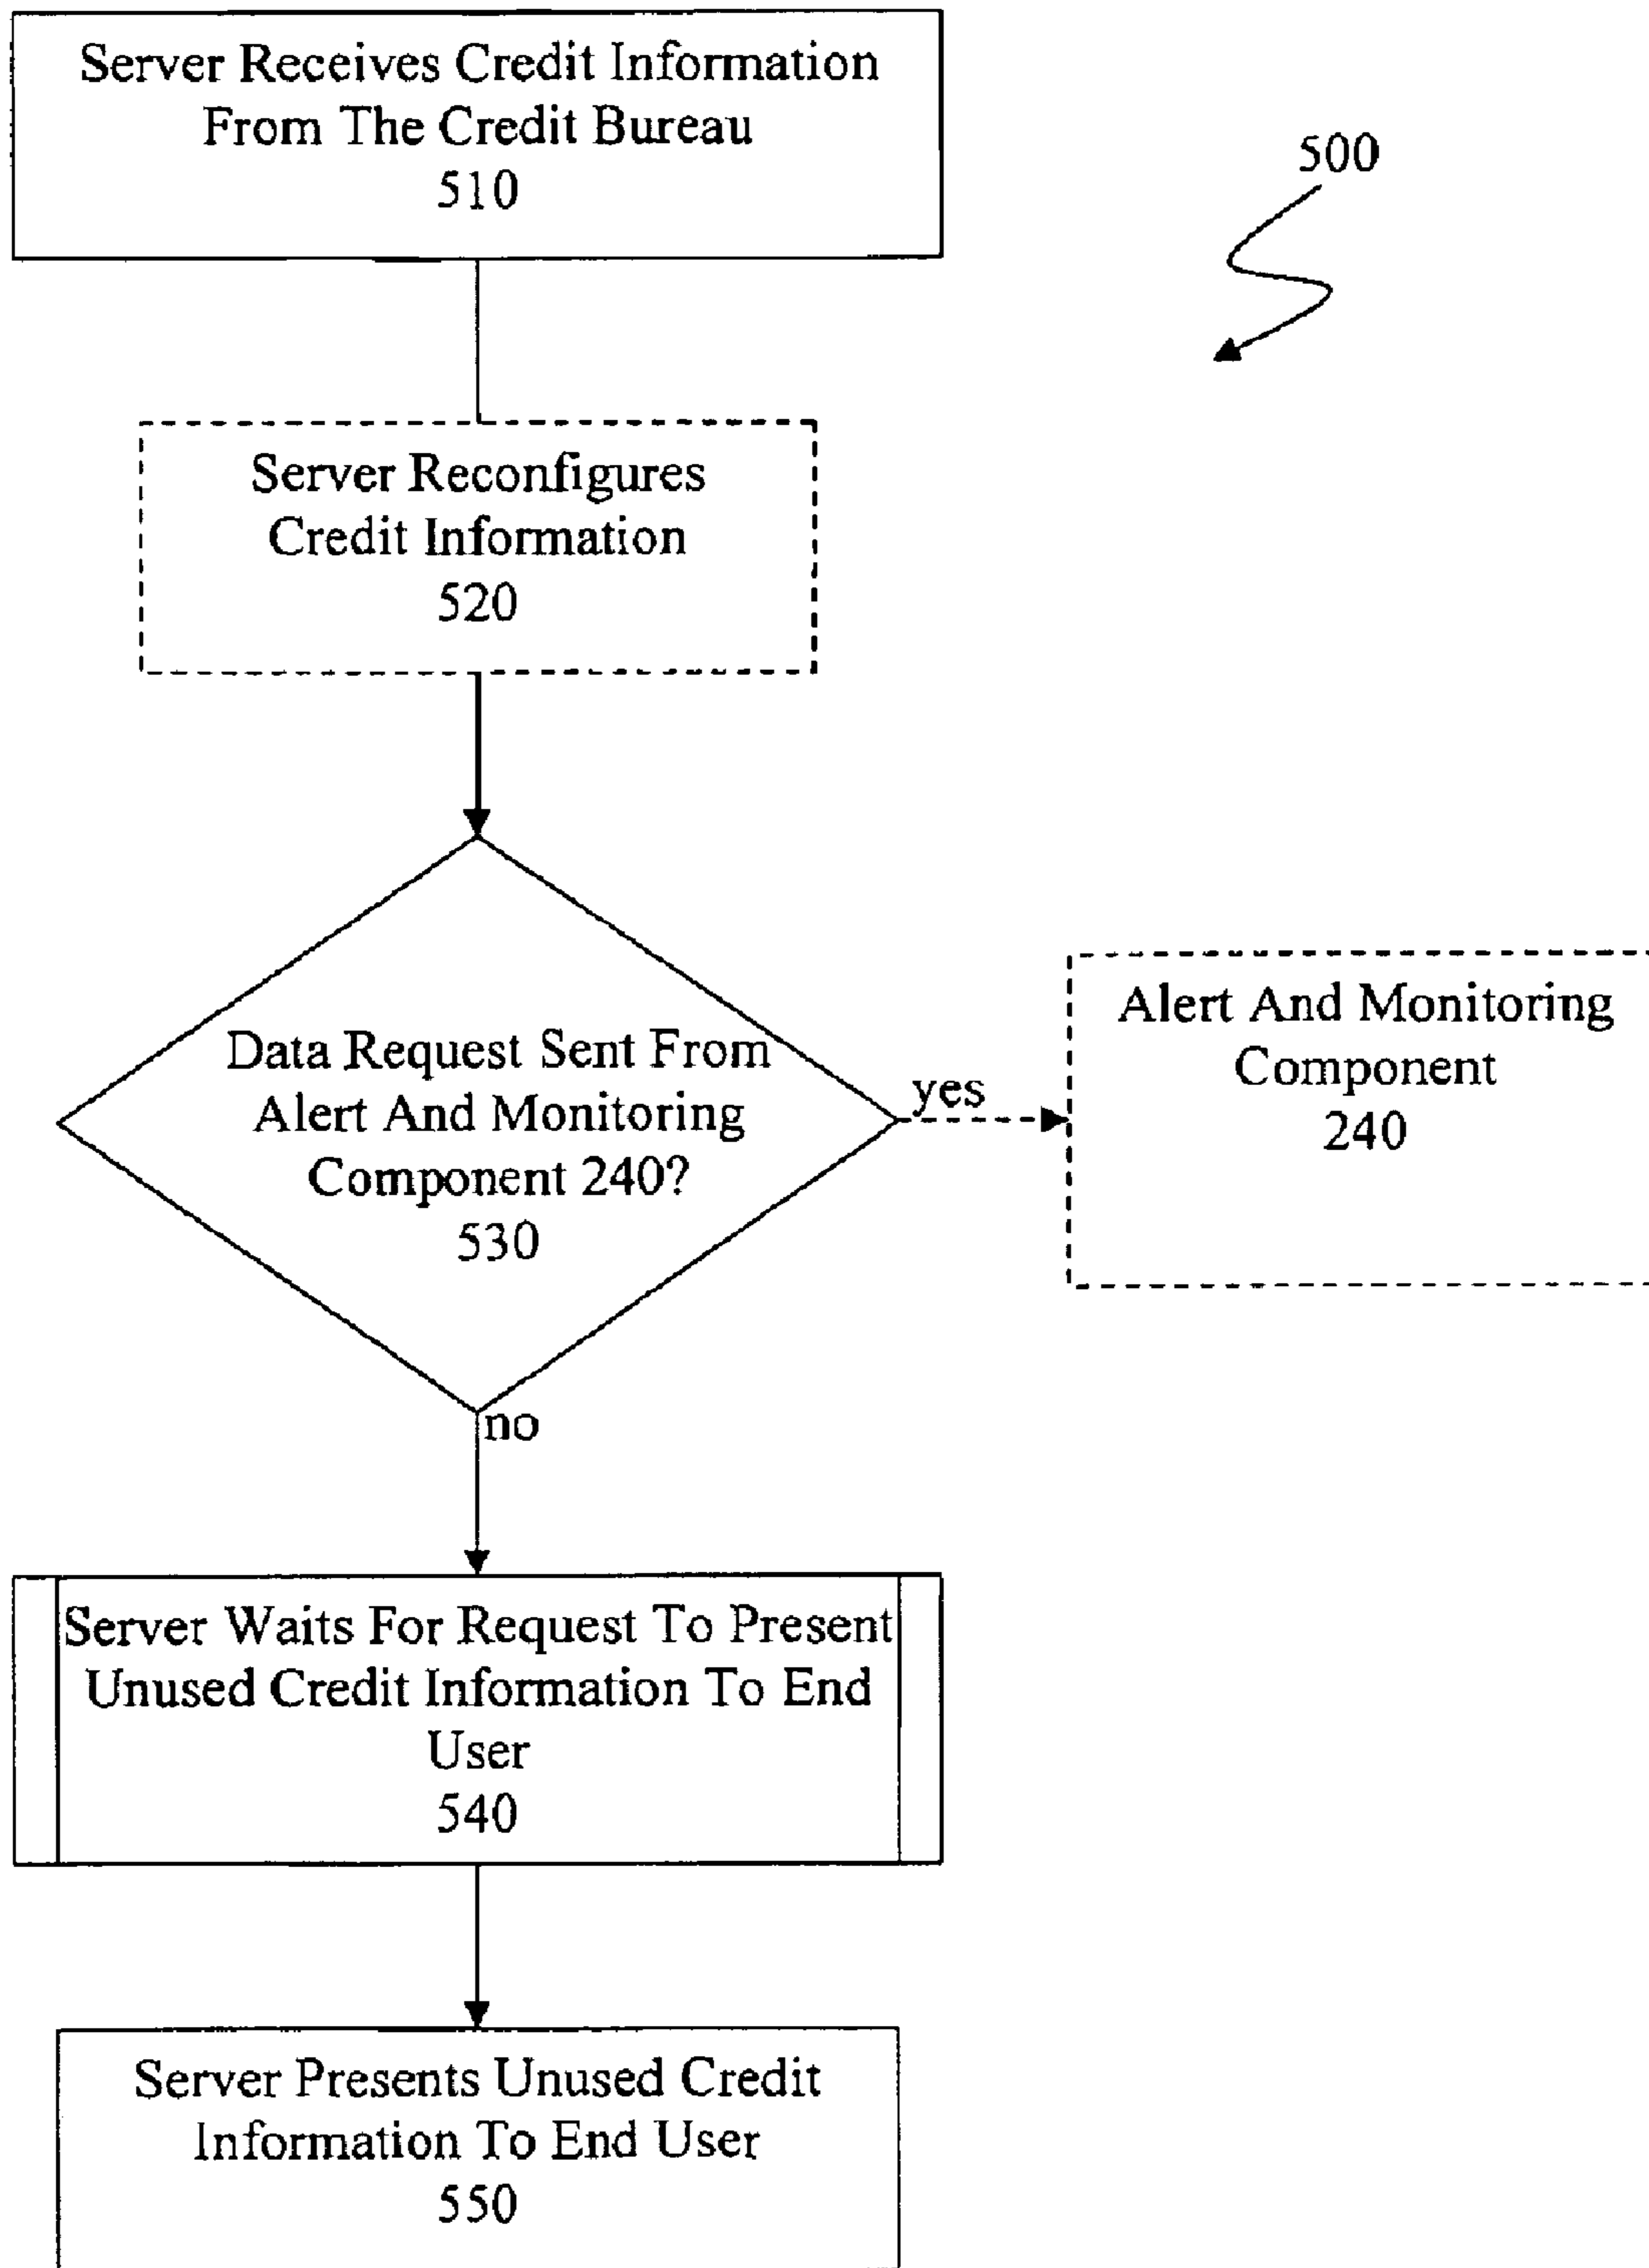 Server Receives Credit Information
From The Credit Bureau
510
500
Server Reconfigures
Credit Information
520
Data Request Sent From
Alert And Monitoring
Component 240?
530
yes
Alert And Monitoring
Component
240
no
Server Waits For Request To Present
Unused Credit Information To End
User
540
Server Presents Unused Credit
Information To End User
550